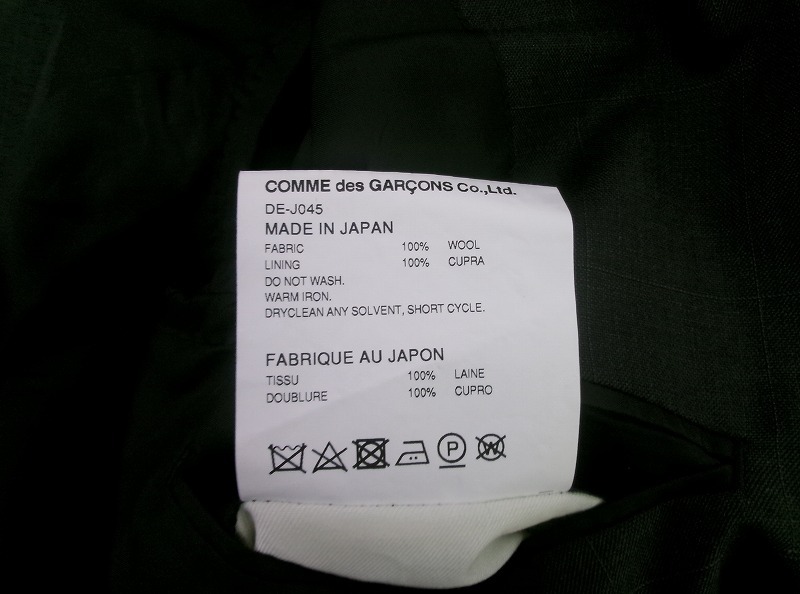 COMME des GARÇONS Co.,Ltd.
DE-J045
MADE IN JAPAN
FABRIC 100% WOOL
LINING 100% CUPRA
DO NOT WASH.
WARM IRON.
DRYCLEAN ANY SOLVENT, SHORT CYCLE.
FABRIQUE AU JAPON
TISSU 100% LAINE
DOUBLURE 100% CUPRO
P W